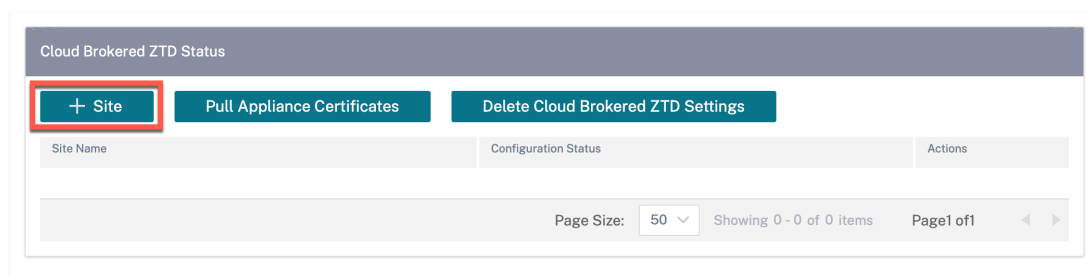 Cloud Brokered ZTD Status
+ Site Pull Appliance Certificates Delete Cloud Brokered ZTD Settings
Site Name Configuration Status Actions
Page Size: 50 Showing 0 - 0 of 0 items Page1 of1